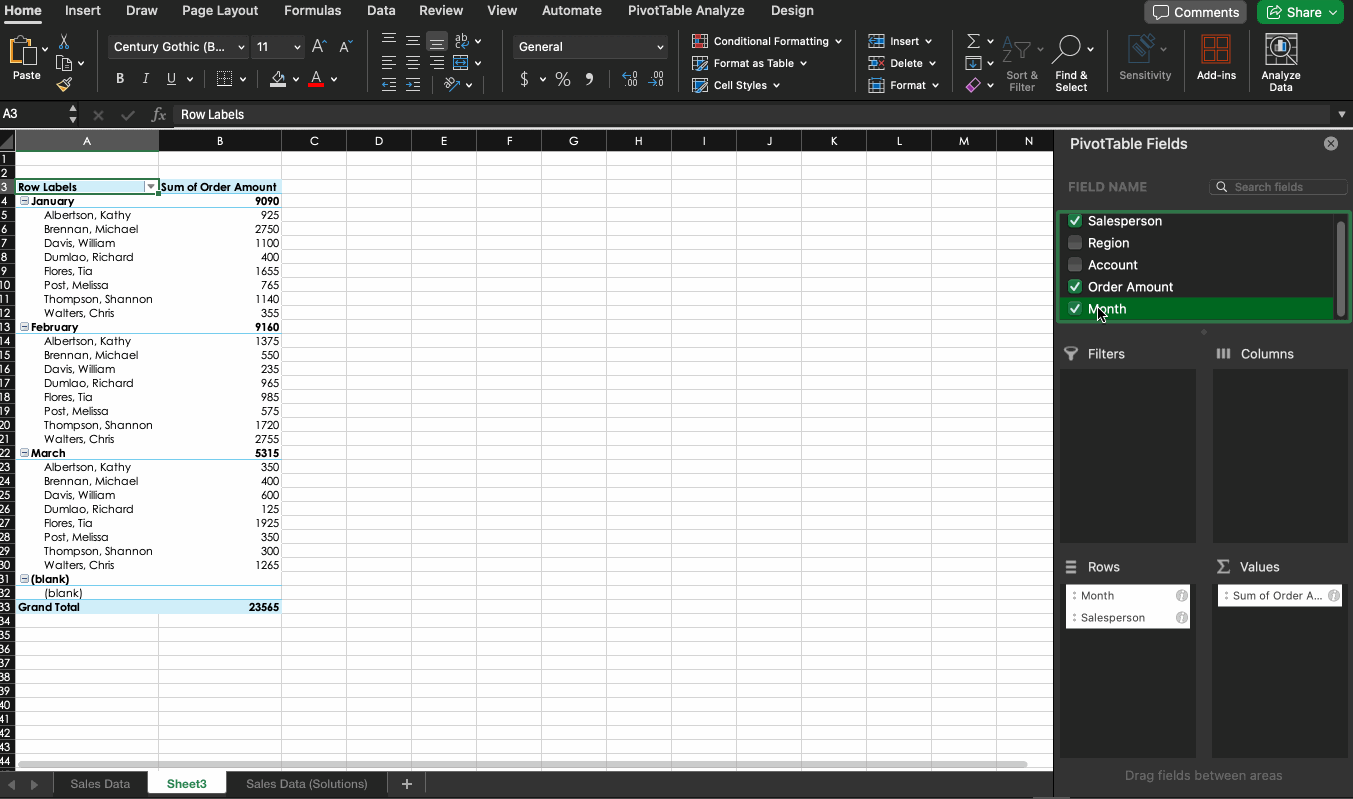 Home Insert Draw Page Layout Formulas Data Review View Automate PivotTable Analyze Design Comments Share
Paste Century Gothic (B... 11 General Conditional Formatting Format as Table Cell Styles Insert Delete Format Sort & Filter Find & Select Sensitivity Add-ins Analyze Data
A3 fx Row Labels
A B C D E F G H I J K L M N
1
2
3 Row Labels Sum of Order Amount
4 January 9090
5 Albertson, Kathy 925
6 Brennan, Michael 2750
7 Davis, William 1100
8 Dumlao, Richard 400
9 Flores, Tia 1655
10 Post, Melissa 765
11 Thompson, Shannon 1140
12 Walters, Chris 355
13 February 9160
14 Albertson, Kathy 1375
15 Brennan, Michael 550
16 Davis, William 235
17 Dumlao, Richard 965
18 Flores, Tia 985
19 Post, Melissa 575
20 Thompson, Shannon 1720
21 Walters, Chris 2755
22 March 5315
23 Albertson, Kathy 350
24 Brennan, Michael 400
25 Davis, William 600
26 Dumlao, Richard 125
27 Flores, Tia 1925
28 Post, Melissa 350
29 Thompson, Shannon 300
30 Walters, Chris 1265
31 (blank)
32 (blank)
33 Grand Total 23565
34
35
36
37
38
39
40
41
42
43
44
PivotTable Fields
FIELD NAME Search fields
Salesperson
Region
Account
Order Amount
Month
Filters Columns
Rows Values
Month Sum of Order A...
Salesperson
Drag fields between areas
Sales Data Sheet3 Sales Data (Solutions) +